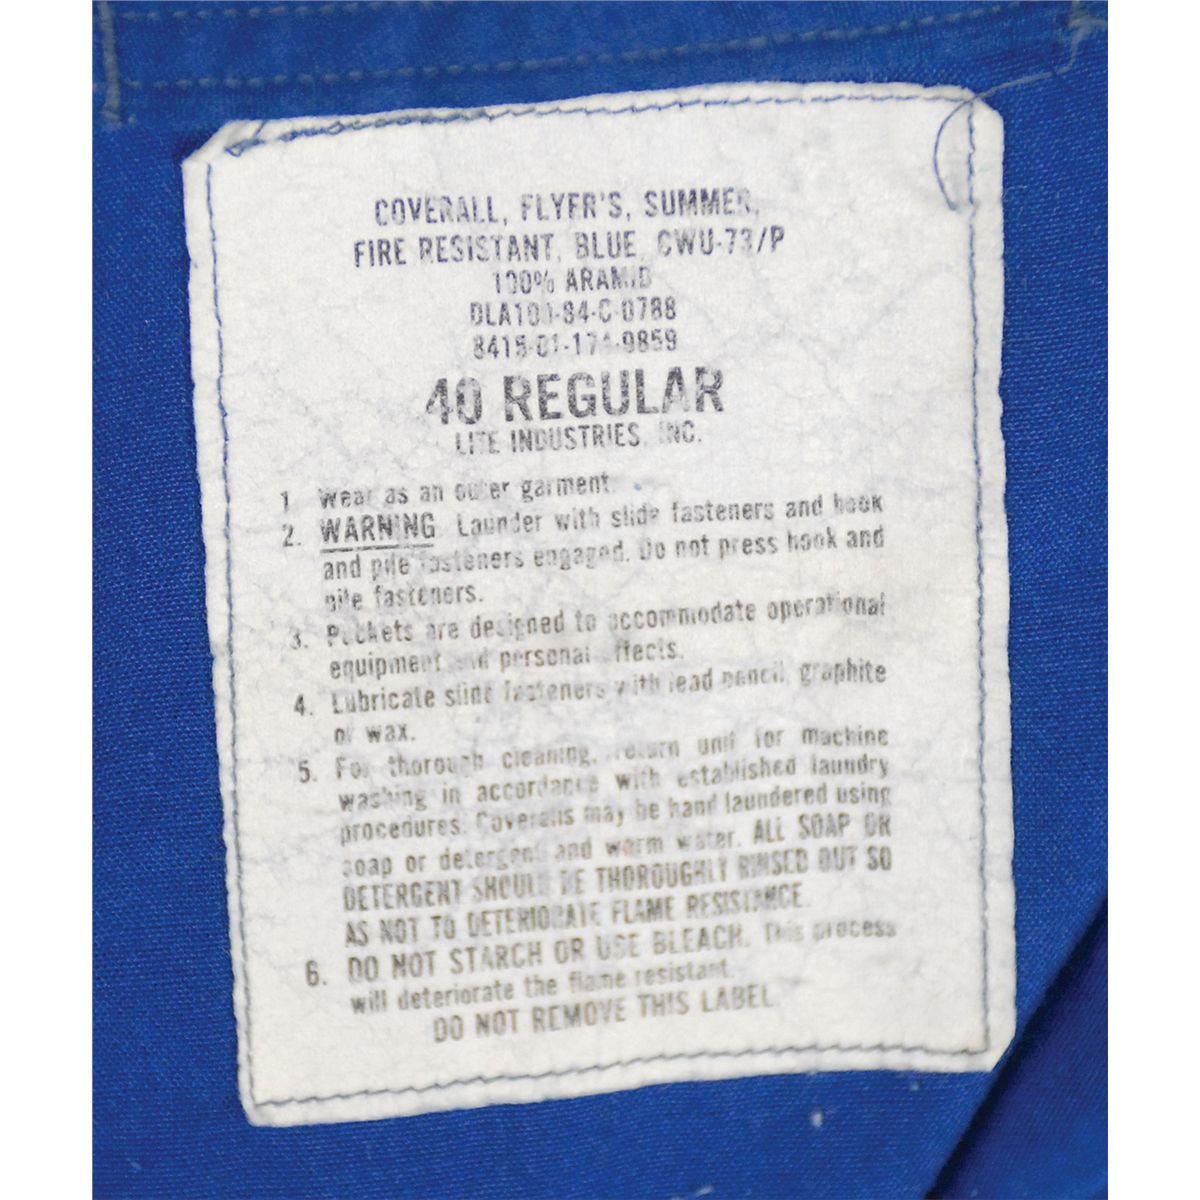 COVERALL, FLYER'S, SUMMER,
FIRE RESISTANT, BLUE, CWU-73/P
100% ARAMID
DLA100-84-C-0788
8415-01-174-9859
40 REGULAR
LITE INDUSTRIES, INC.
1. Wear as an outer garment.
2. WARNING: Launder with slide fasteners and hook
and pile fasteners engaged. Do not press hook and
pile fasteners.
3. Pockets are designed to accommodate operational
equipment and personal effects.
4. Lubricate slide fasteners with lead pencil, graphite
or wax.
5. For thorough cleaning, return unit for machine
washing in accordance with established laundry
procedures. Coveralls may be hand laundered using
soap or detergent and warm water. ALL SOAP OR
DETERGENT SHOULD BE THOROUGHLY RINSED OUT SO
AS NOT TO DETERIORATE FLAME RESISTANCE.
6. DO NOT STARCH OR USE BLEACH. This process
will deteriorate the flame resistant.
DO NOT REMOVE THIS LABEL.